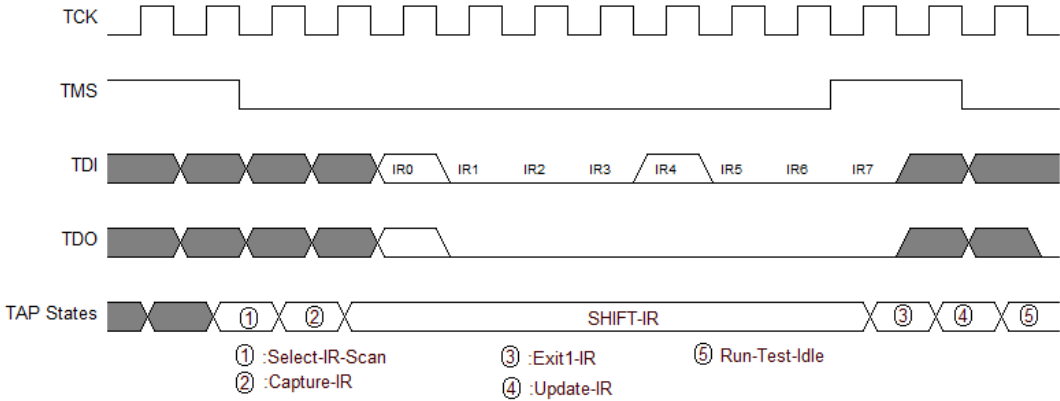 TCK
TMS
TDI IR0 IR1 IR2 IR3 IR4 IR5 IR6 IR7
TDO
TAP States ① ② SHIFT-IR ③ ④ ⑤
① :Select-IR-Scan ③ :Exit1-IR ⑤ Run-Test-Idle
② :Capture-IR ④ :Update-IR